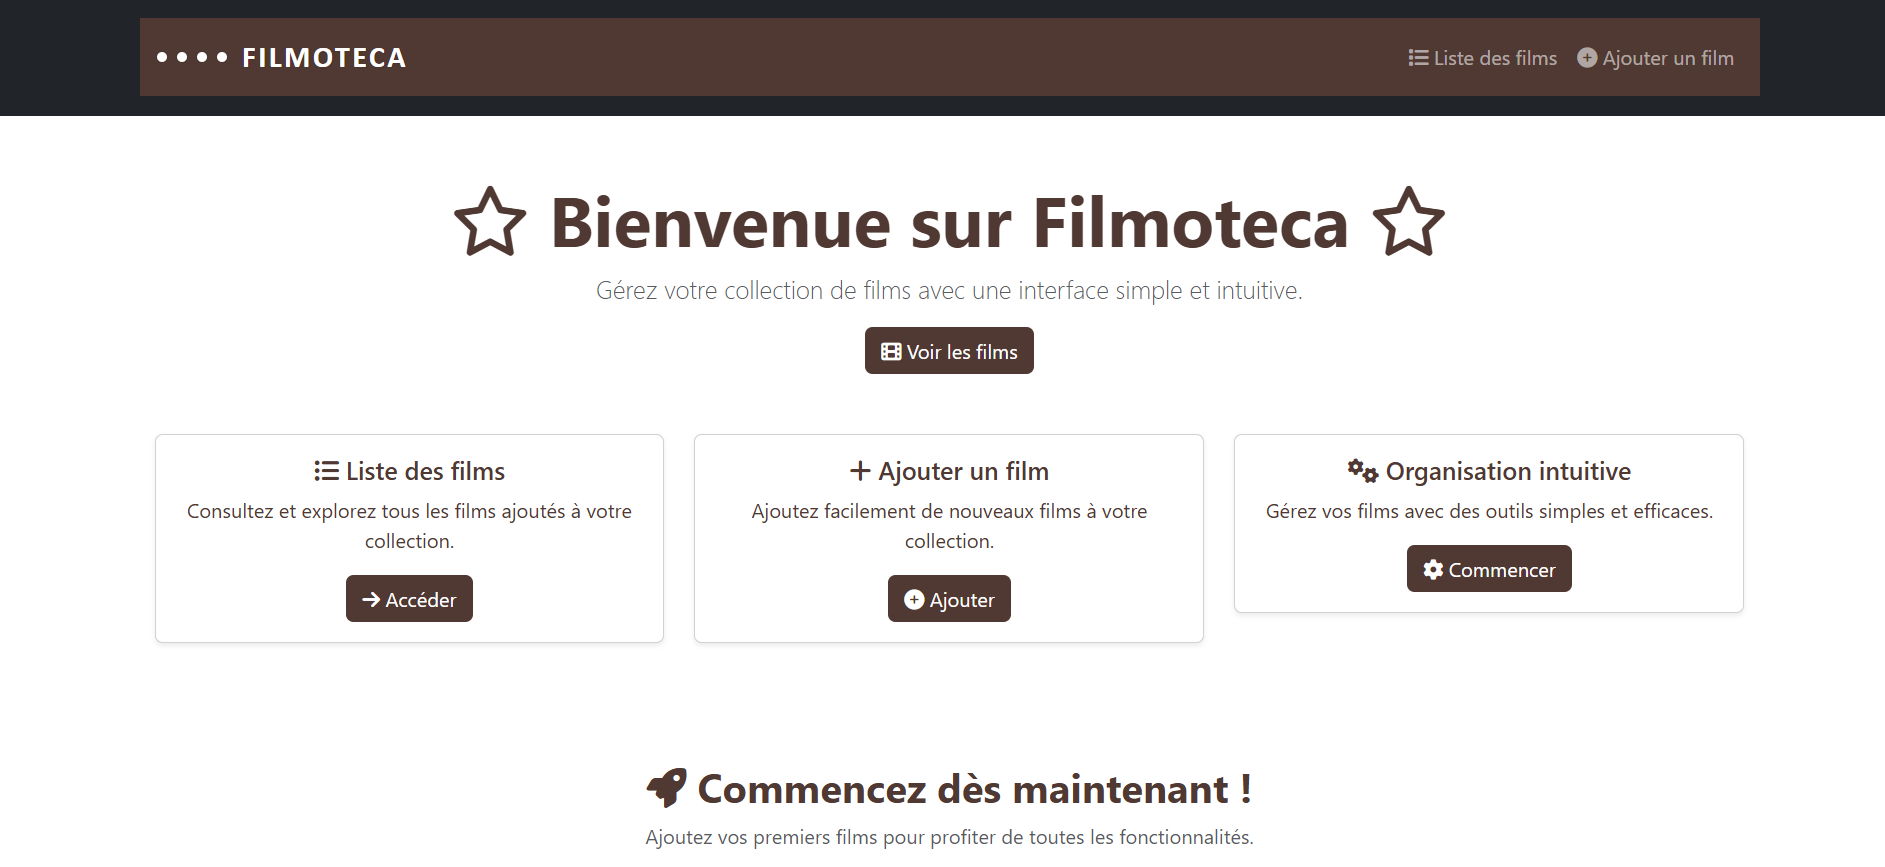 FILMOTECA
Liste des films
Ajouter un film
Bienvenue sur Filmoteca
Gérez votre collection de films avec une interface simple et intuitive.
Voir les films
Liste des films
Consultez et explorez tous les films ajoutés à votre
collection.
Accéder
Ajouter un film
Ajoutez facilement de nouveaux films à votre
collection.
Ajouter
Organisation intuitive
Gérez vos films avec des outils simples et efficaces.
Commencer
Commencez dès maintenant !
Ajoutez vos premiers films pour profiter de toutes les fonctionnalités.